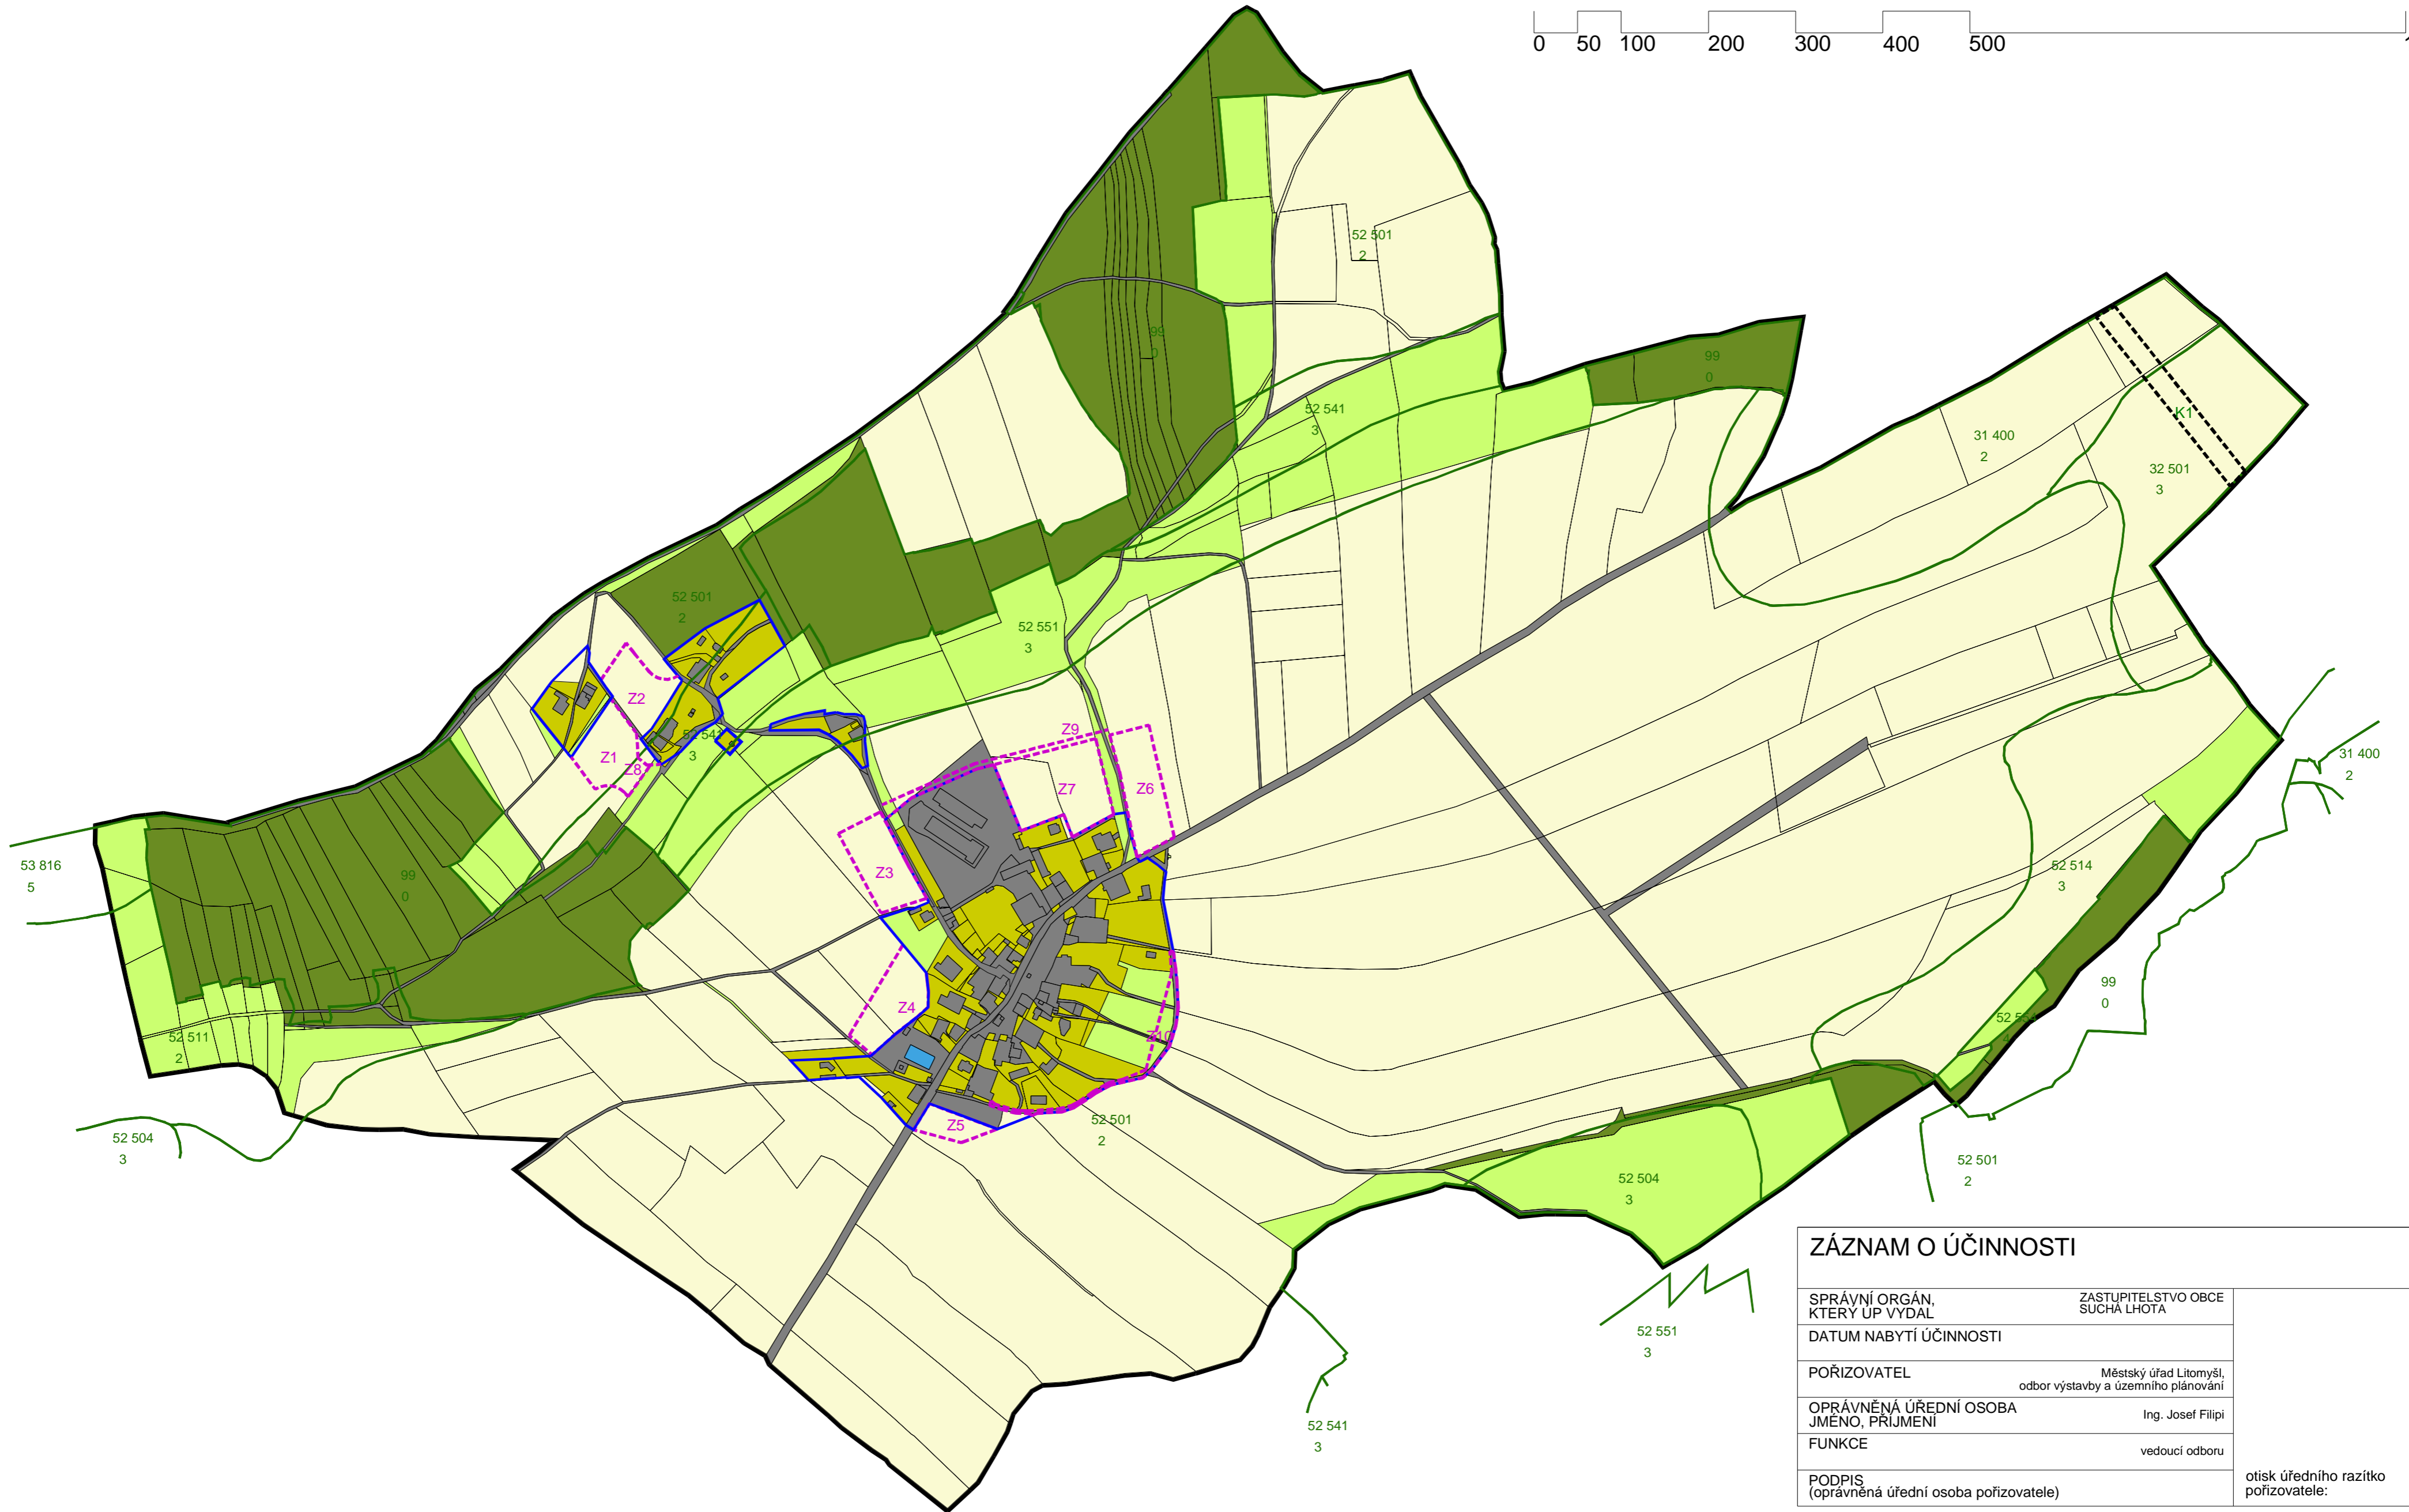 0 50 100 200 300 400 500
52 501
2
99
0
99
0
52 541
3
K1
31 400
2
32 501
3
52 501
2
52 551
3
Z2
Z1
Z8
3
Z9
Z7
Z6
31 400
2
53 816
5
99
0
Z3
52 514
3
Z4
99
0
52 511
2
Z10
52 504
3
Z5
52 501
2
52 504
3
52 501
2
52 551
3
52 541
3
ZÁZNAM O ÚČINNOSTI
SPRÁVNÍ ORGÁN,
KTERÝ ÚP VYDAL
ZASTUPITELSTVO OBCE
SUCHÁ LHOTA
DATUM NABYTÍ ÚČINNOSTI
POŘIZOVATEL
Městský úřad Litomyšl,
odbor výstavby a územního plánování
OPRÁVNĚNÁ ÚŘEDNÍ OSOBA
JMÉNO, PŘÍJMENÍ
Ing. Josef Filipi
FUNKCE
vedoucí odboru
PODPIS
(oprávněná úřední osoba pořizovatele)
otisk úředního razítko
pořizovatele: